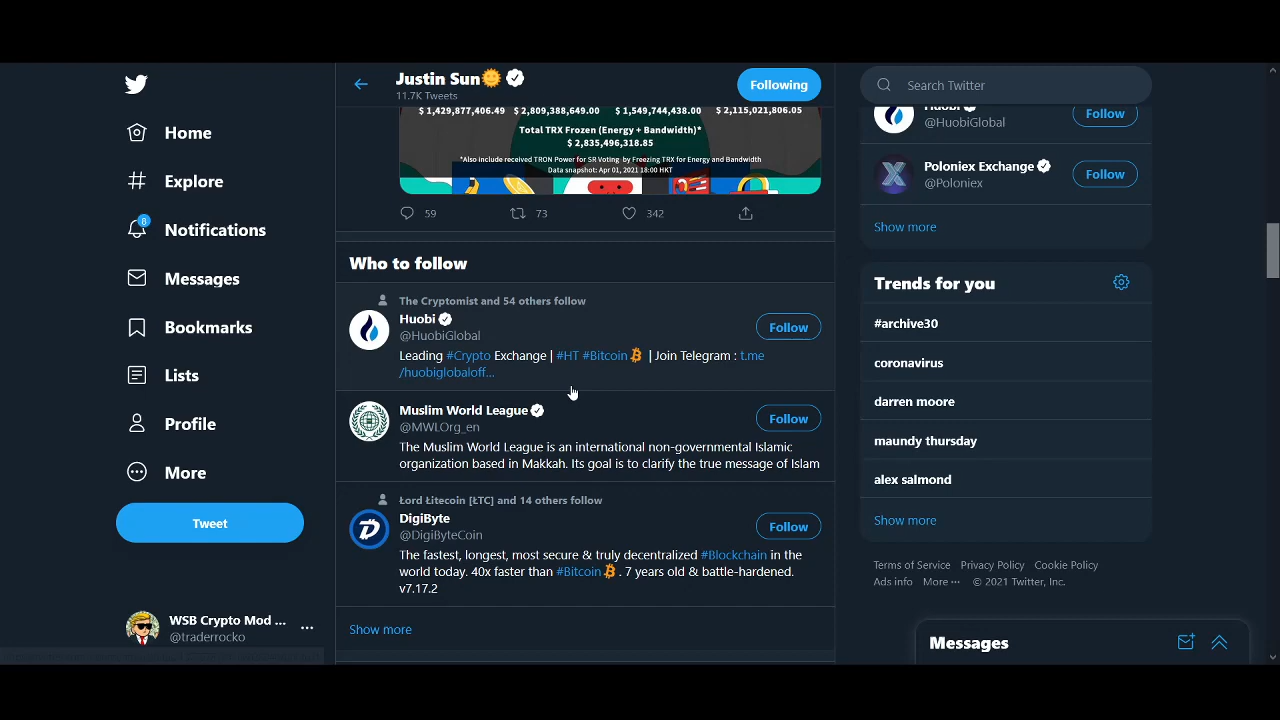 Home
Explore
8
Notifications
Messages
Bookmarks
Lists
Profile
More
Tweet
WSB Crypto Mod ...
@traderrocko
Justin Sun🌞
11.7K Tweets
Following
$ 1,429,877,406.49 $ 2,809,388,649.00 $ 1,549,744,438.00 $ 2,115,021,806.05
Total TRX Frozen (Energy + Bandwidth)*
$ 2,835,496,318.85
*Also include received TRON Power for SR Voting by Freezing TRX for Energy and Bandwidth
Data snapshot: Apr 01, 2021 18:00 HKT
59 73 342
Who to follow
The Cryptomist and 54 others follow
Huobi
@HuobiGlobal
Follow
Leading #Crypto Exchange | #HT #Bitcoin | Join Telegram : t.me
/huobiglobaloff...
Muslim World League
@MWLOrg_en
Follow
The Muslim World League is an international non-governmental Islamic
organization based in Makkah. Its goal is to clarify the true message of Islam
Łord Łitecoin [ŁTC] and 14 others follow
DigiByte
@DigiByteCoin
Follow
The fastest, longest, most secure & truly decentralized #Blockchain in the
world today. 40x faster than #Bitcoin . 7 years old & battle-hardened.
v7.17.2
Show more
Search Twitter
Huobi
@HuobiGlobal
Follow
Poloniex Exchange
@Poloniex
Follow
Show more
Trends for you
#archive30
coronavirus
darren moore
maundy thursday
alex salmond
Show more
Terms of Service Privacy Policy Cookie Policy
Ads info More ··· © 2021 Twitter, Inc.
Messages